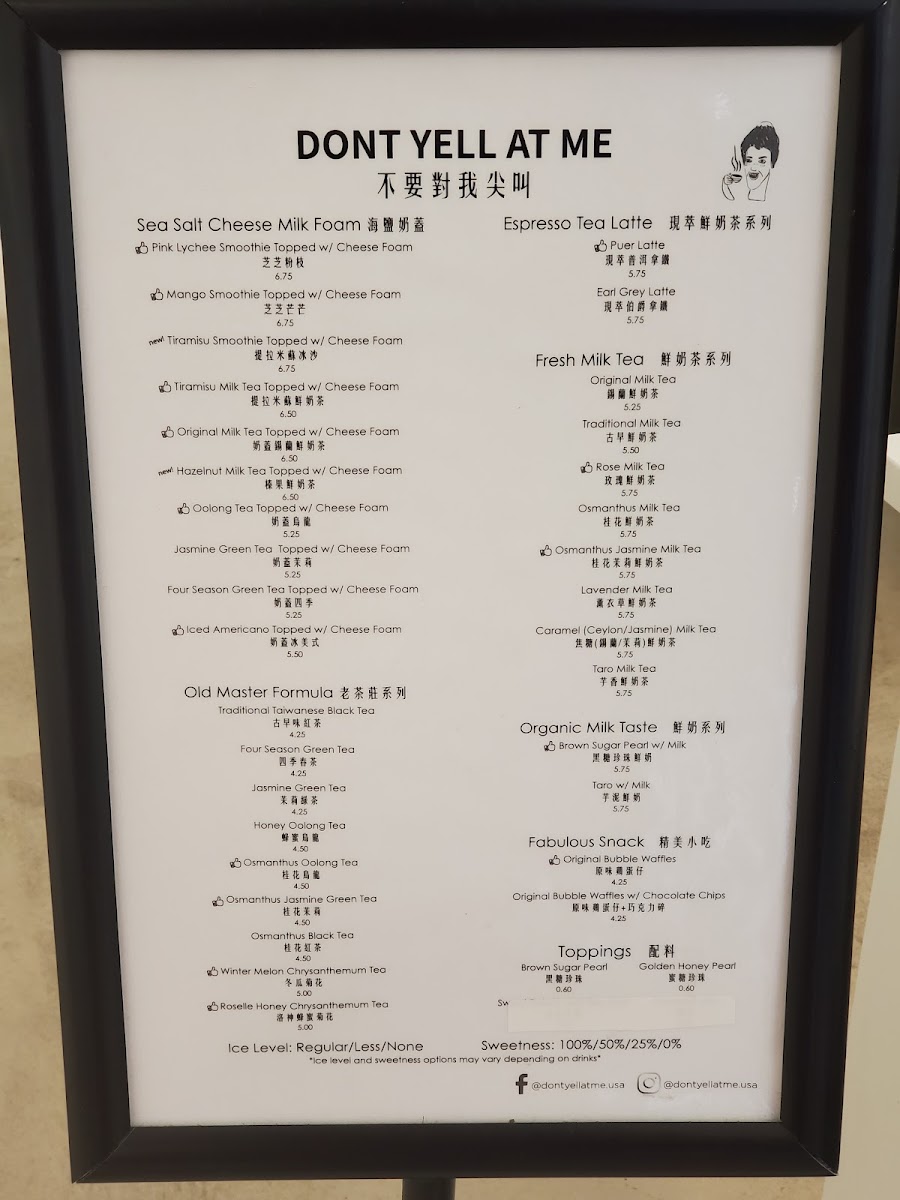 DONT YELL AT ME
不要對我尖叫
Sea Salt Cheese Milk Foam 海鹽奶蓋
Pink Lychee Smoothie Topped w/ Cheese Foam
芝芝粉枝
6.75
Mango Smoothie Topped w/ Cheese Foam
芝芝芒芒
6.75
new! Tiramisu Smoothie Topped w/ Cheese Foam
提拉米蘇冰沙
6.75
Tiramisu Milk Tea Topped w/ Cheese Foam
提拉米蘇鮮奶茶
6.50
Original Milk Tea Topped w/ Cheese Foam
奶蓋錫蘭鮮奶茶
6.50
new! Hazelnut Milk Tea Topped w/ Cheese Foam
榛果鮮奶茶
6.50
Oolong Tea Topped w/ Cheese Foam
奶蓋烏龍
5.25
Jasmine Green Tea Topped w/ Cheese Foam
奶蓋茉莉
5.25
Four Season Green Tea Topped w/ Cheese Foam
奶蓋四季
5.25
Iced Americano Topped w/ Cheese Foam
奶蓋冰美式
5.50
Old Master Formula 老茶莊系列
Traditional Taiwanese Black Tea
古早味紅茶
4.25
Four Season Green Tea
四季春茶
4.25
Jasmine Green Tea
茉莉綠茶
4.25
Honey Oolong Tea
蜂蜜烏龍
4.50
Osmanthus Oolong Tea
桂花烏龍
4.50
Osmanthus Jasmine Green Tea
桂花茉莉
4.50
Osmanthus Black Tea
桂花紅茶
4.50
Winter Melon Chrysanthemum Tea
冬瓜菊花
5.00
Roselle Honey Chrysanthemum Tea
洛神蜂蜜菊花
5.00
Espresso Tea Latte 現萃鮮奶茶系列
Puer Latte
現萃普洱拿鐵
5.75
Earl Grey Latte
現萃伯爵拿鐵
5.75
Fresh Milk Tea 鮮奶茶系列
Original Milk Tea
錫蘭鮮奶茶
5.25
Traditional Milk Tea
古早鮮奶茶
5.50
Rose Milk Tea
玫瑰鮮奶茶
5.75
Osmanthus Milk Tea
桂花鮮奶茶
5.75
Osmanthus Jasmine Milk Tea
桂花茉莉鮮奶茶
5.75
Lavender Milk Tea
薰衣草鮮奶茶
5.75
Caramel (Ceylon/Jasmine) Milk Tea
焦糖(錫蘭/茉莉)鮮奶茶
5.75
Taro Milk Tea
芋香鮮奶茶
5.75
Organic Milk Taste 鮮奶系列
Brown Sugar Pearl w/ Milk
黑糖珍珠鮮奶
5.75
Taro w/ Milk
芋泥鮮奶
5.75
Fabulous Snack 精美小吃
Original Bubble Waffles
原味雞蛋仔
4.25
Original Bubble Waffles w/ Chocolate Chips
原味雞蛋仔+巧克力碎
4.25
Toppings 配料
Brown Sugar Pearl Golden Honey Pearl
黑糖珍珠 蜜糖珍珠
0.60 0.60
Sw
Ice Level: Regular/Less/None Sweetness: 100%/50%/25%/0%
*Ice level and sweetness options may vary depending on drinks*
@dontyellatme.usa @dontyellatme.usa